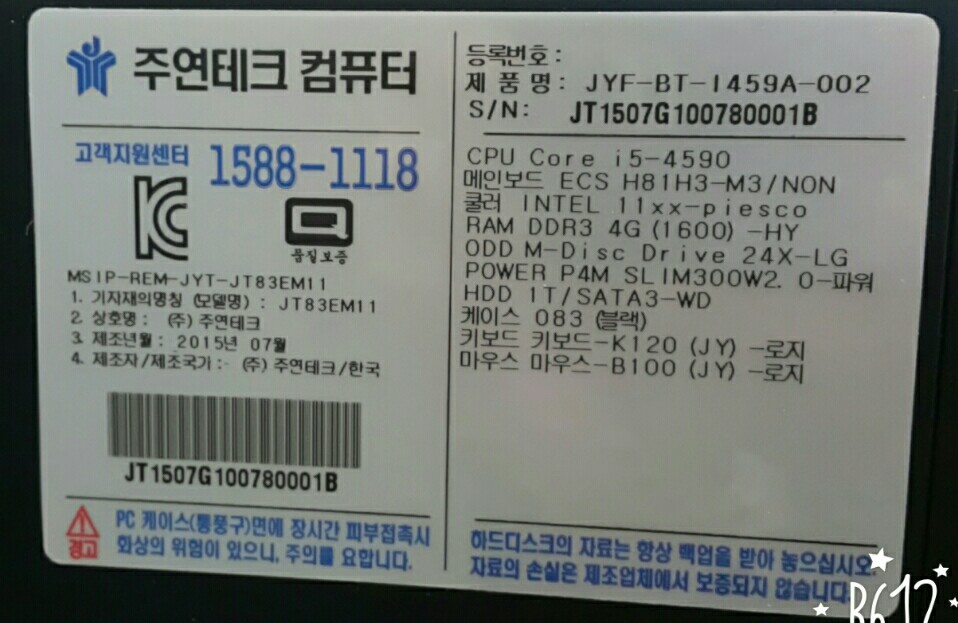 주연테크 컴퓨터
고객지원센터 1588-1118
품질보증
MSIP-REM-JYT-JT83EM11
1. 기자재의명칭 (모델명) : JT83EM11
2. 상호명 : (주) 주연테크
3. 제조년월 : 2015년 07월
4. 제조자/제조국가 :- (주) 주연테크/한국
JT1507G100780001B
경고
PC 케이스(통풍구)면에 장시간 피부접촉시
화상의 위험이 있으니, 주의를 요합니다.
등록번호 :
제 품 명 : JYF-BT-I459A-002
S/N: JT1507G100780001B
CPU Core i5-4590
메인보드 ECS H81H3-M3/NON
쿨러 INTEL 11xx-piesco
RAM DDR3 4G (1600) -HY
ODD M-Disc Drive 24X-LG
POWER P4M SLIM300W2. 0-파워
HDD 1T/SATA3-WD
케이스 083 (블랙)
키보드 키보드-K120 (JY) -로지
마우스 마우스-B100 (JY) -로지
하드디스크의 자료는 항상 백업을 받아 놓으십시오.
자료의 손실은 제조업체에서 보증되지 않습니다.
B612